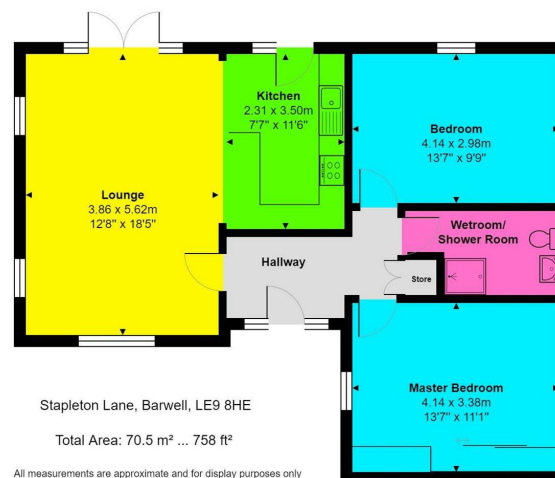 Kitchen
2.31 x 3.50m
7'7" x 11'6"
Bedroom
4.14 x 2.98m
13'7" x 9'9"
Lounge
3.86 x 5.62m
12'8" x 18'5"
Wetroom/
Shower Room
Hallway
Store
Master Bedroom
4.14 x 3.38m
13'7" x 11'1"
Stapleton Lane, Barwell, LE9 8HE
Total Area: 70.5 m² ... 758 ft²
All measurements are approximate and for display purposes only